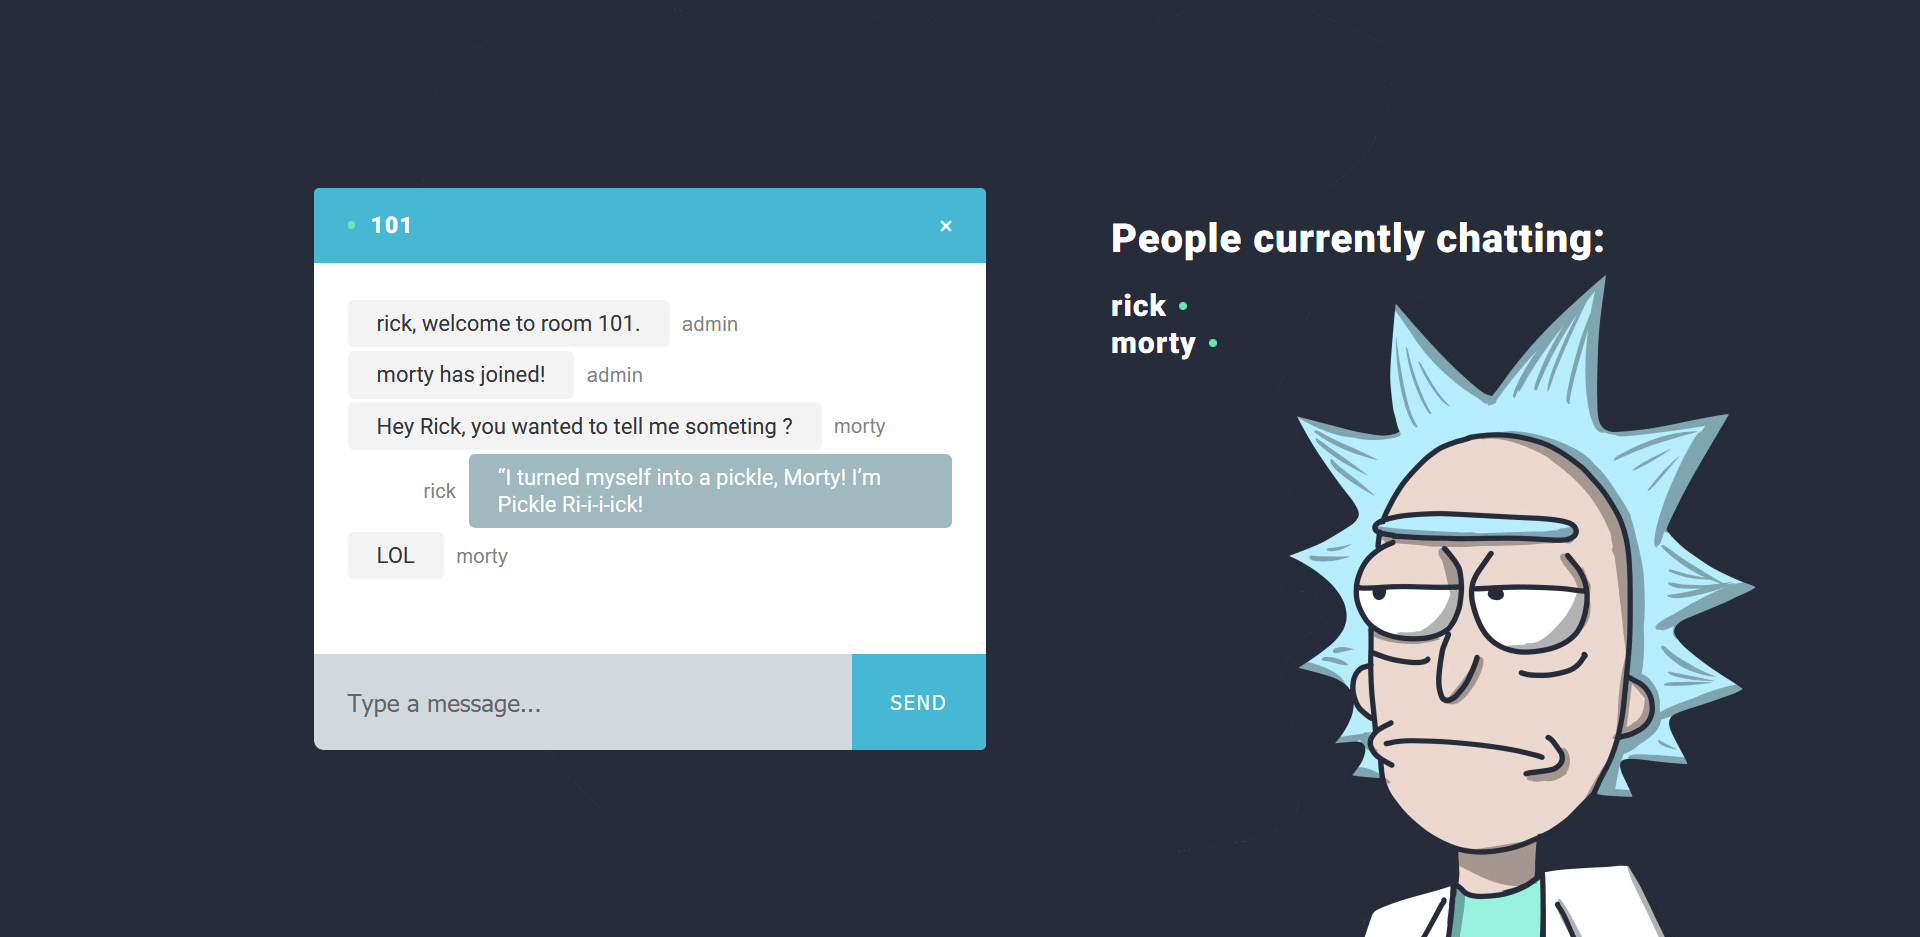 101
×
rick, welcome to room 101. admin
morty has joined! admin
Hey Rick, you wanted to tell me someting ? morty
rick “I turned myself into a pickle, Morty! I’m
Pickle Ri-i-i-ick!
LOL morty
Type a message...
SEND
People currently chatting:
rick
morty